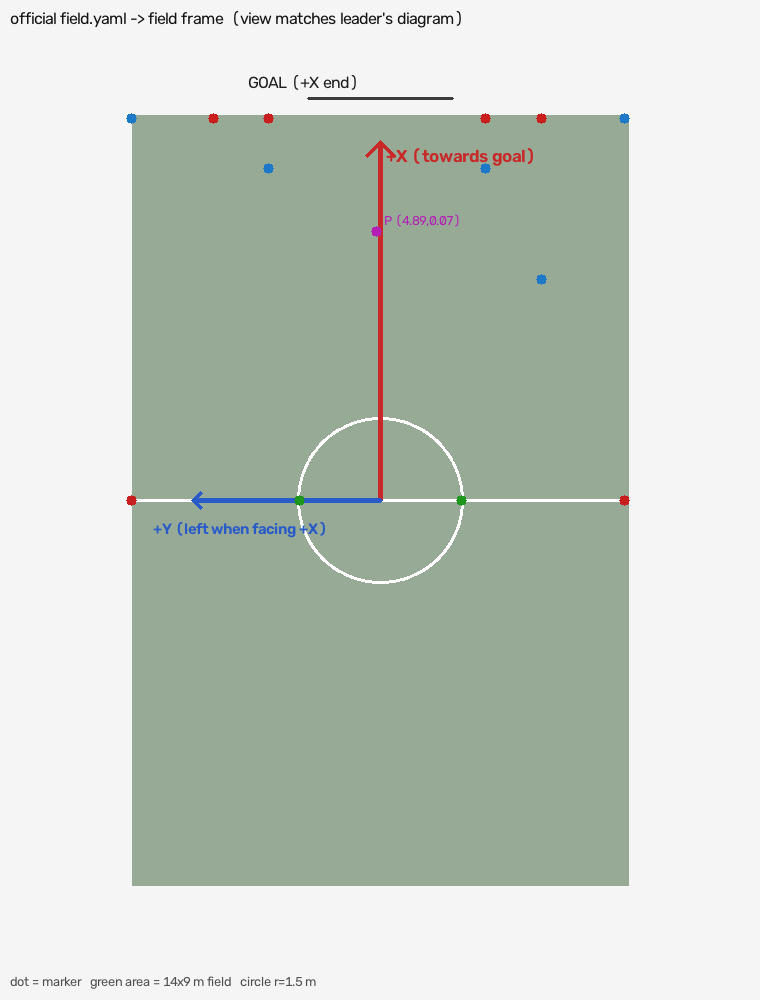 official field.yaml -> field frame (view matches leader's diagram)
GOAL (+X end)
+X (towards goal)
P (4.89,0.07)
+Y (left when facing +X)
dot = marker green area = 14x9 m field circle r=1.5 m